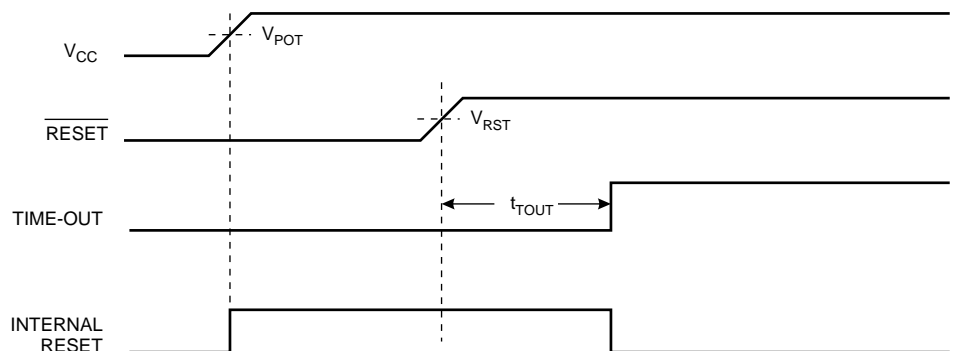 VCC
VPOT
RESET
VRST
TIME-OUT
tTOUT
INTERNAL
RESET